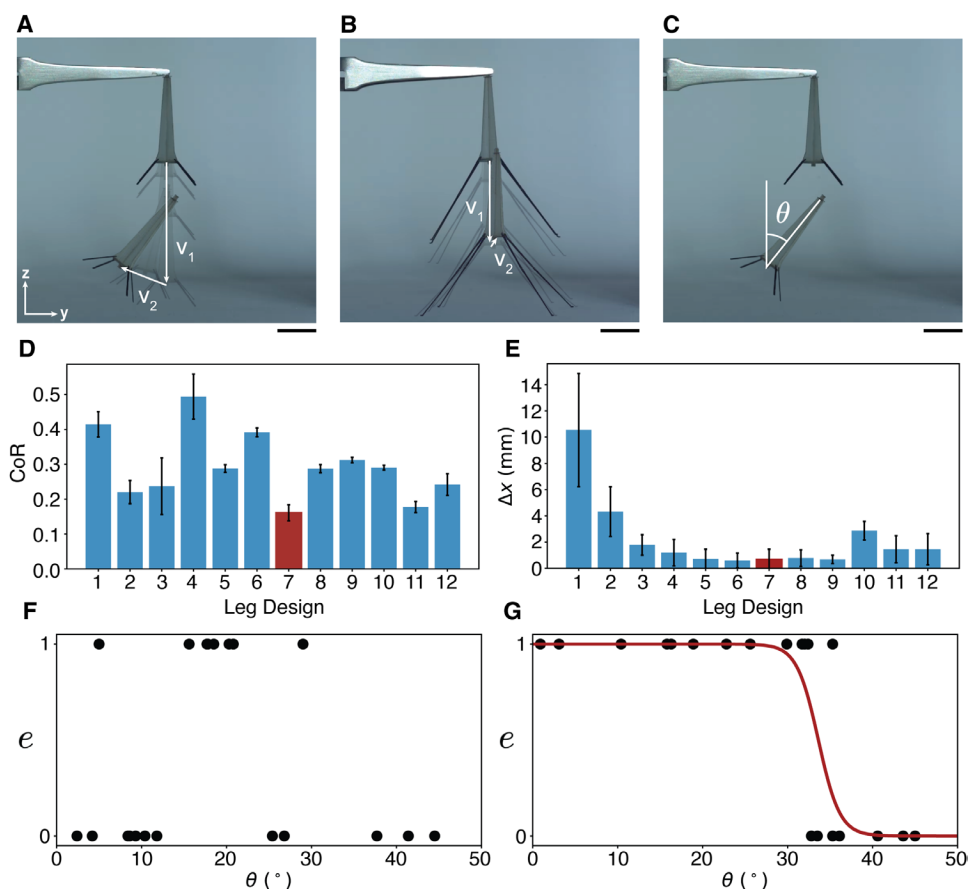 A
B
C
v1
v2
z
y
v1
v2
θ
D
E
CoR
0.5
0.4
0.3
0.2
0.1
0.0
1 2 3 4 5 6 7 8 9 10 11 12
Leg Design
Δx (mm)
14
12
10
8
6
4
2
0
1 2 3 4 5 6 7 8 9 10 11 12
Leg Design
F
G
1
e
0
0 10 20 30 40 50
θ (°)
1
e
0
0 10 20 30 40 50
θ (°)